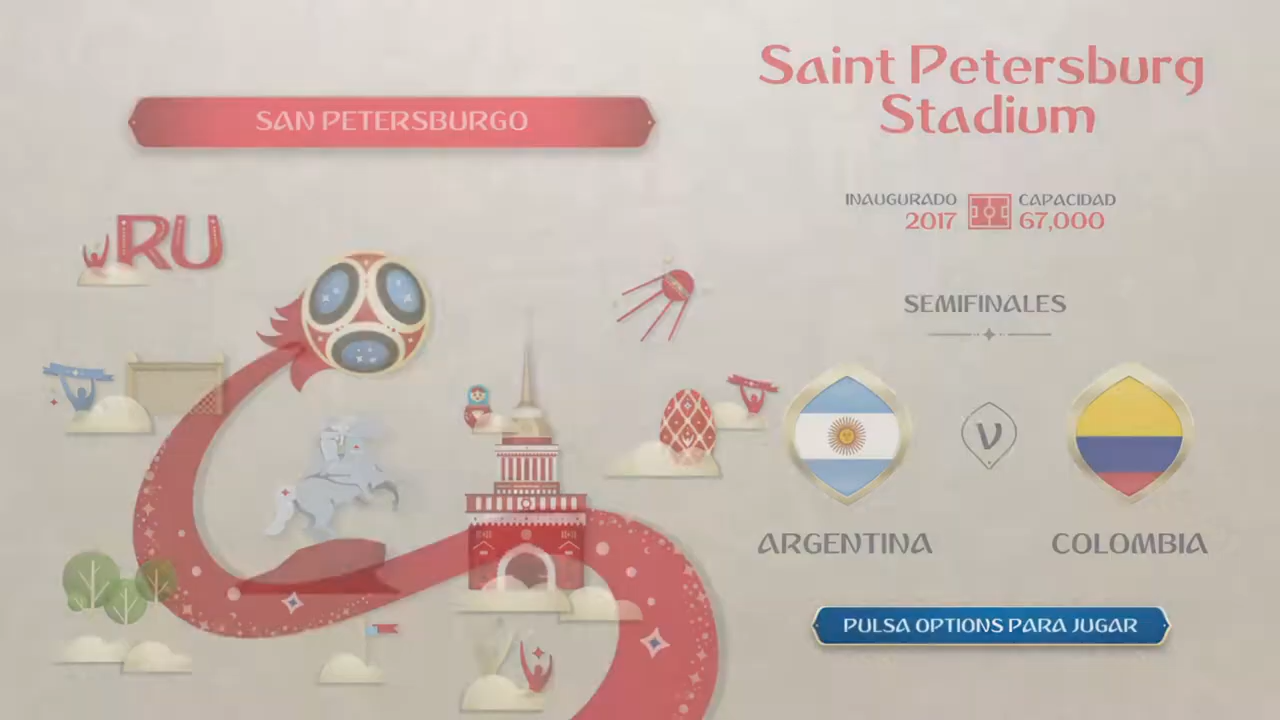 SAN PETERSBURGO
RU
Saint Petersburg
Stadium
INAUGURADO
2017
CAPACIDAD
67,000
SEMIFINALES
ARGENTINA
V
COLOMBIA
PULSA OPTIONS PARA JUGAR